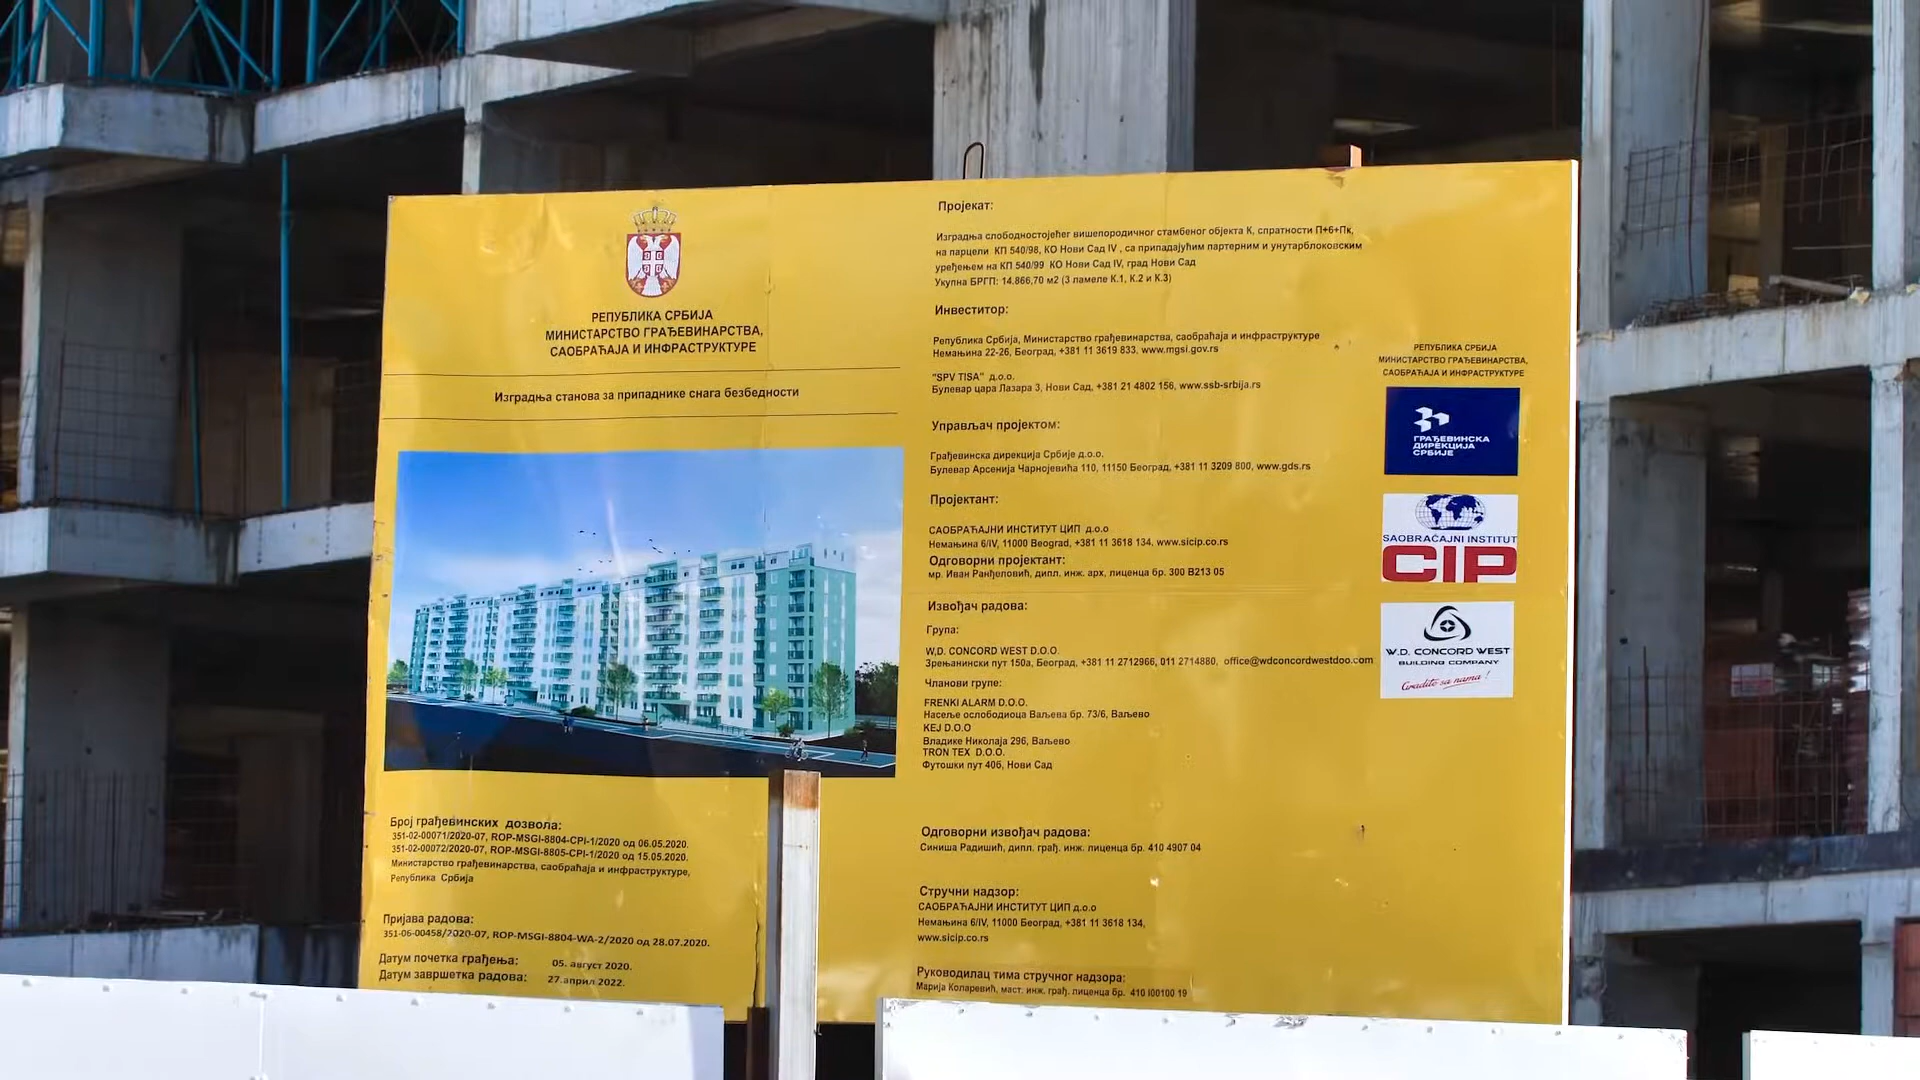 РЕПУБЛИКА СРБИЈА
МИНИСТАРСТВО ГРАЂЕВИНАРСТВА,
САОБРАЋАЈА И ИНФРАСТРУКТУРЕ
Изградња станова за припаднике снага безбедности
Број грађевинских дозвола:
351-02-00071/2020-07, ROP-MSGI-8804-CPI-1/2020 од 06.05.2020.
351-02-00072/2020-07, ROP-MSGI-8805-CPI-1/2020 од 15.05.2020.
Министарство грађевинарства, саобраћаја и инфраструктуре,
Република Србија
Пријава радова:
351-06-00458/2020-07, ROP-MSGI-8804-WA-2/2020 од 28.07.2020.
Датум почетка грађења: 05. август 2020.
Датум завршетка радова: 27.април 2022.
Пројекат:
Изградња слободностојећег вишепородичног стамбеног објекта К, спратности П+6+Пк,
на парцели КП 540/98, КО Нови Сад IV , са припадајућим партерним и унутарблоковским
уређењем на КП 540/99 КО Нови Сад IV, град Нови Сад
Укупна БРГП: 14.866,70 м2 (3 ламеле К.1, К.2 и К.3)
Инвеститор:
Република Србија, Министарство грађевинарства, саобраћаја и инфраструктуре
Немањина 22-26, Београд, +381 11 3619 833, www.mgsi.gov.rs
"SPV TISA" д.о.о.
Булевар цара Лазара 3, Нови Сад, +381 21 4802 156, www.ssb-srbija.rs
Управљач пројектом:
Грађевинска дирекција Србије д.о.о.
Булевар Арсенија Чарнојевића 110, 11150 Београд, +381 11 3209 800, www.gds.rs
Пројектант:
САОБРАЋАЈНИ ИНСТИТУТ ЦИП д.о.о
Немањина 6/IV, 11000 Београд, +381 11 3618 134, www.sicip.co.rs
Одговорни пројектант:
мр. Иван Ранђеловић, дипл. инж. арх, лиценца бр. 300 В213 05
Извођач радова:
Група:
W.D. CONCORD WEST D.O.O.
Зрењанински пут 150а, Београд, +381 11 2712966, 011 2714880, office@wdconcordwestdoo.com
Чланови групе:
FRENKI ALARM D.O.O.
Насеље ослободиоца Ваљева бр. 73/6, Ваљево
KEJ D.O.O
Владике Николаја 296, Ваљево
TRON TEX D.O.O.
Футошки пут 40б, Нови Сад
Одговорни извођач радова:
Синиша Радишић, дипл. грађ. инж. лиценца бр. 410 4907 04
Стручни надзор:
САОБРАЋАЈНИ ИНСТИТУТ ЦИП д.о.о
Немањина 6/IV, 11000 Београд, +381 11 3618 134,
www.sicip.co.rs
Руководилац тима стручног надзора:
Марија Коларевић, маст. инж. грађ. лиценца бр. 410 I00100 19
РЕПУБЛИКА СРБИЈА
МИНИСТАРСТВО ГРАЂЕВИНАРСТВА,
САОБРАЋАЈА И ИНФРАСТРУКТУРЕ
ГРАЂЕВИНСКА
ДИРЕКЦИЈА
СРБИЈЕ
SAOBRAĆAJNI INSTITUT
CIP
W.D. CONCORD WEST
BUILDING COMPANY
Gradite sa nama !